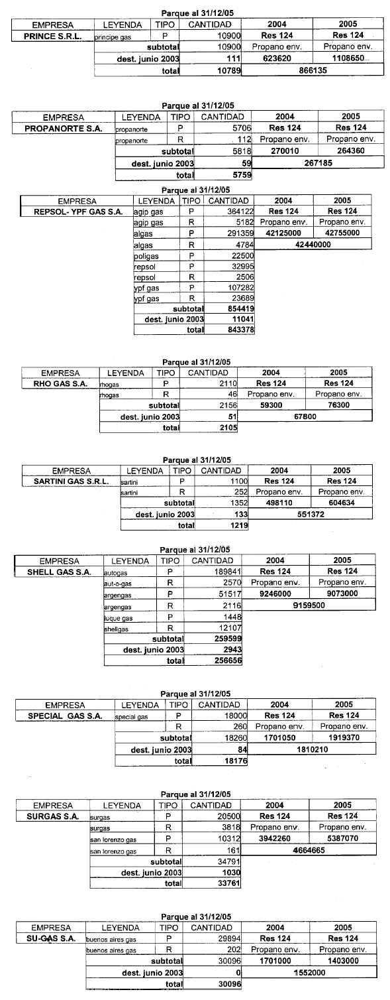 Parque al 31/12/05
EMPRESA LEYENDA TIPO CANTIDAD 2004 2005
PRINCE S.R.L. principe gas P 10900 Res 124 Res 124
subtotal 10900 Propano env. Propano env.
dest. junio 2003 111 623620 1108650
total 10789 866135
Parque al 31/12/05
EMPRESA LEYENDA TIPO CANTIDAD 2004 2005
PROPANORTE S.A. propanorte P 5706 Res 124 Res 124
propanorte R 112 Propano env. Propano env.
subtotal 5818 270010 264360
dest. junio 2003 59 267185
total 5759
Parque al 31/12/05
EMPRESA LEYENDA TIPO CANTIDAD 2004 2005
REPSOL- YPF GAS S.A. agip gas P 364122 Res 124 Res 124
agip gas R 5182 Propano env. Propano env.
algas P 291359 42125000 42755000
algas R 4784 42440000
poligas P 22500
repsol P 32995
repsol R 2506
ypf gas P 107282
ypf gas R 23689
subtotal 854419
dest. junio 2003 11041
total 843378
Parque al 31/12/05
EMPRESA LEYENDA TIPO CANTIDAD 2004 2005
RHO GAS S.A. rhogas P 2110 Res 124 Res 124
rhogas R 46 Propano env. Propano env.
subtotal 2156 59300 76300
dest. junio 2003 51 67800
total 2105
Parque al 31/12/05
EMPRESA LEYENDA TIPO CANTIDAD 2004 2005
SARTINI GAS S.R.L. sartini P 1100 Res 124 Res 124
sartini R 252 Propano env. Propano env.
subtotal 1352 498110 604634
dest. junio 2003 133 551372
total 1219
Parque al 31/12/05
EMPRESA LEYENDA TIPO CANTIDAD 2004 2005
SHELL GAS S.A. autogas P 189841 Res 124 Res 124
aut-o-gas R 2570 Propano env. Propano env.
argengas P 51517 9246000 9073000
argengas R 2116 9159500
luque gas P 1448
shellgas R 12107
subtotal 259599
dest. junio 2003 2943
total 256656
Parque al 31/12/05
EMPRESA LEYENDA TIPO CANTIDAD 2004 2005
SPECIAL GAS S.A. special gas P 18000 Res 124 Res 124
R 260 Propano env. Propano env.
subtotal 18260 1701050 1919370
dest. junio 2003 84 1810210
total 18176
Parque al 31/12/05
EMPRESA LEYENDA TIPO CANTIDAD 2004 2005
SURGAS S.A. surgas P 20500 Res 124 Res 124
surgas R 3818 Propano env. Propano env.
san lorenzo gas P 10312 3942260 5387070
san lorenzo gas R 161 4664665
subtotal 34791
dest. junio 2003 1030
total 33761
Parque al 31/12/05
EMPRESA LEYENDA TIPO CANTIDAD 2004 2005
SU-GAS S.A. buenos aires gas P 29894 Res 124 Res 124
buenos aires gas R 202 Propano env. Propano env.
subtotal 30096 1701000 1403000
dest. junio 2003 0 1552000
total 30096